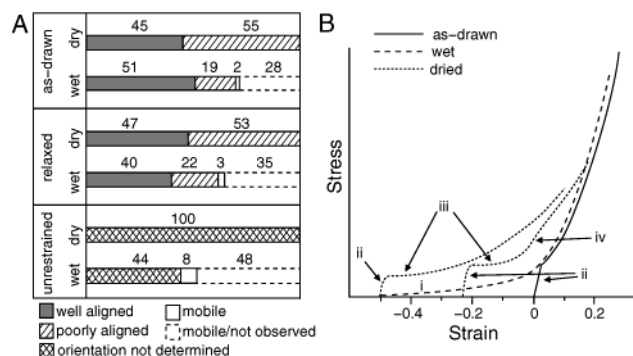 A
B
45 55
as-drawn dry
51 19 2 28
wet
47 53
relaxed dry
40 22 3 35
wet
100
unrestrained dry
44 8 48
wet
well aligned
mobile
poorly aligned
mobile/not observed
orientation not determined
as-drawn
wet
dried
Stress
iii
ii
i
iv
ii
−0.4 −0.2 0 0.2
Strain